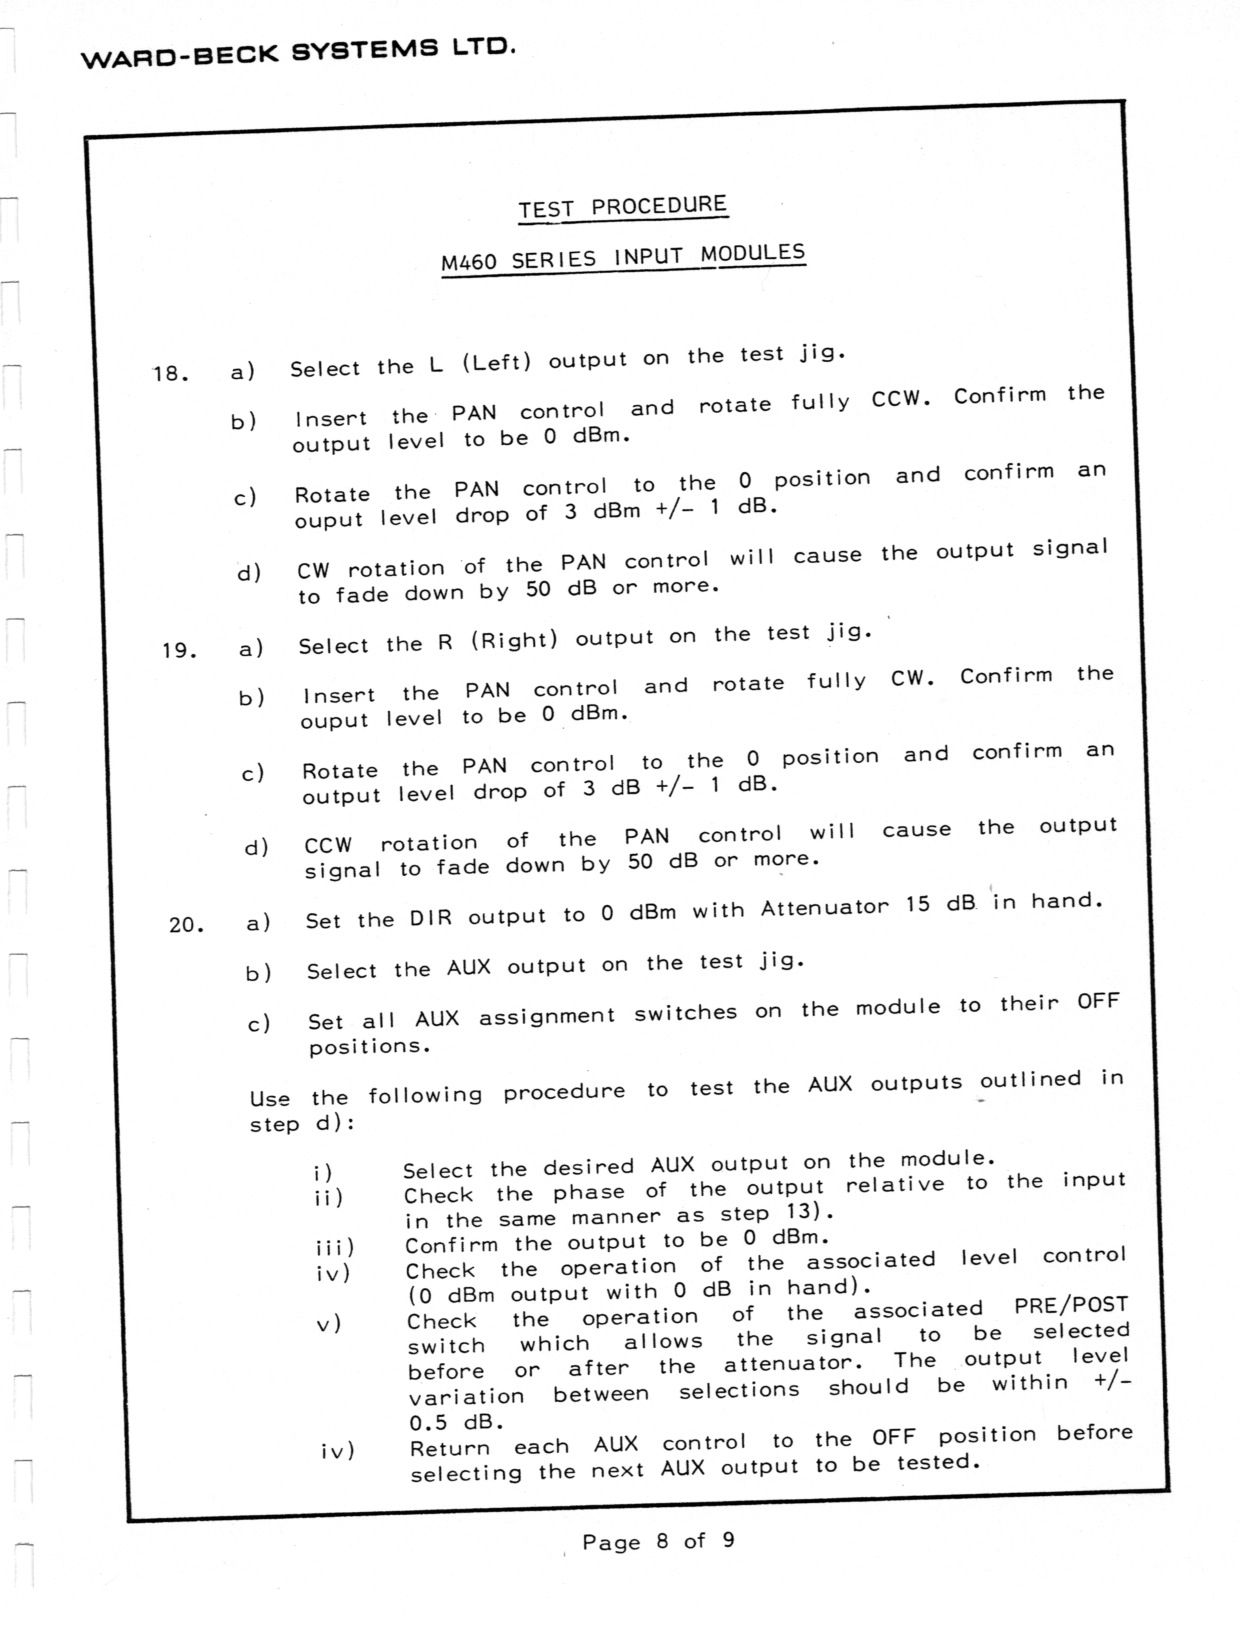 WARD-BECK SYSTEMS LTD.
TEST PROCEDURE
M460 SERIES INPUT MODULES
18. a) Select the L (Left) output on the test jig.
b) Insert the PAN control and rotate fully CCW. Confirm the
output level to be 0 dBm.
c) Rotate the PAN control to the 0 position and confirm an
ouput level drop of 3 dBm +/- 1 dB.
d) CW rotation of the PAN control will cause the output signal
to fade down by 50 dB or more.
19. a) Select the R (Right) output on the test jig.
b) Insert the PAN control and rotate fully CW. Confirm the
ouput level to be 0 dBm.
c) Rotate the PAN control to the 0 position and confirm an
output level drop of 3 dB +/- 1 dB.
d) CCW rotation of the PAN control will cause the output
signal to fade down by 50 dB or more.
20. a) Set the DIR output to 0 dBm with Attenuator 15 dB in hand.
b) Select the AUX output on the test jig.
c) Set all AUX assignment switches on the module to their OFF
positions.
Use the following procedure to test the AUX outputs outlined in
step d):
i) Select the desired AUX output on the module.
ii) Check the phase of the output relative to the input
in the same manner as step 13).
iii) Confirm the output to be 0 dBm.
iv) Check the operation of the associated level control
(0 dBm output with 0 dB in hand).
v) Check the operation of the associated PRE/POST
switch which allows the signal to be selected
before or after the attenuator. The output level
variation between selections should be within +/-
0.5 dB.
iv) Return each AUX control to the OFF position before
selecting the next AUX output to be tested.
Page 8 of 9